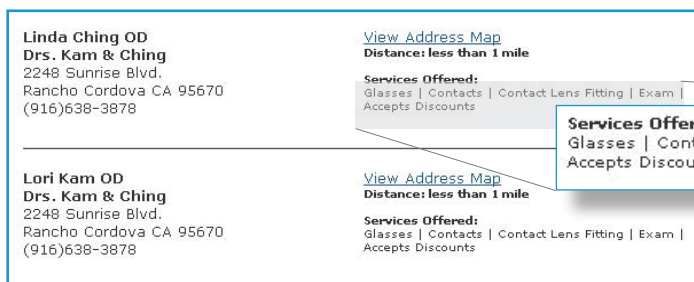 Linda Ching OD
Drs. Kam & Ching
2248 Sunrise Blvd.
Rancho Cordova CA 95670
(916)638-3878
View Address Map
Distance: less than 1 mile
Services Offered:
Glasses | Contacts | Contact Lens Fitting | Exam |
Accepts Discounts
Services Offer
Glasses | Cont
Accepts Discou
Lori Kam OD
Drs. Kam & Ching
2248 Sunrise Blvd.
Rancho Cordova CA 95670
(916)638-3878
View Address Map
Distance: less than 1 mile
Services Offered:
Glasses | Contacts | Contact Lens Fitting | Exam |
Accepts Discounts